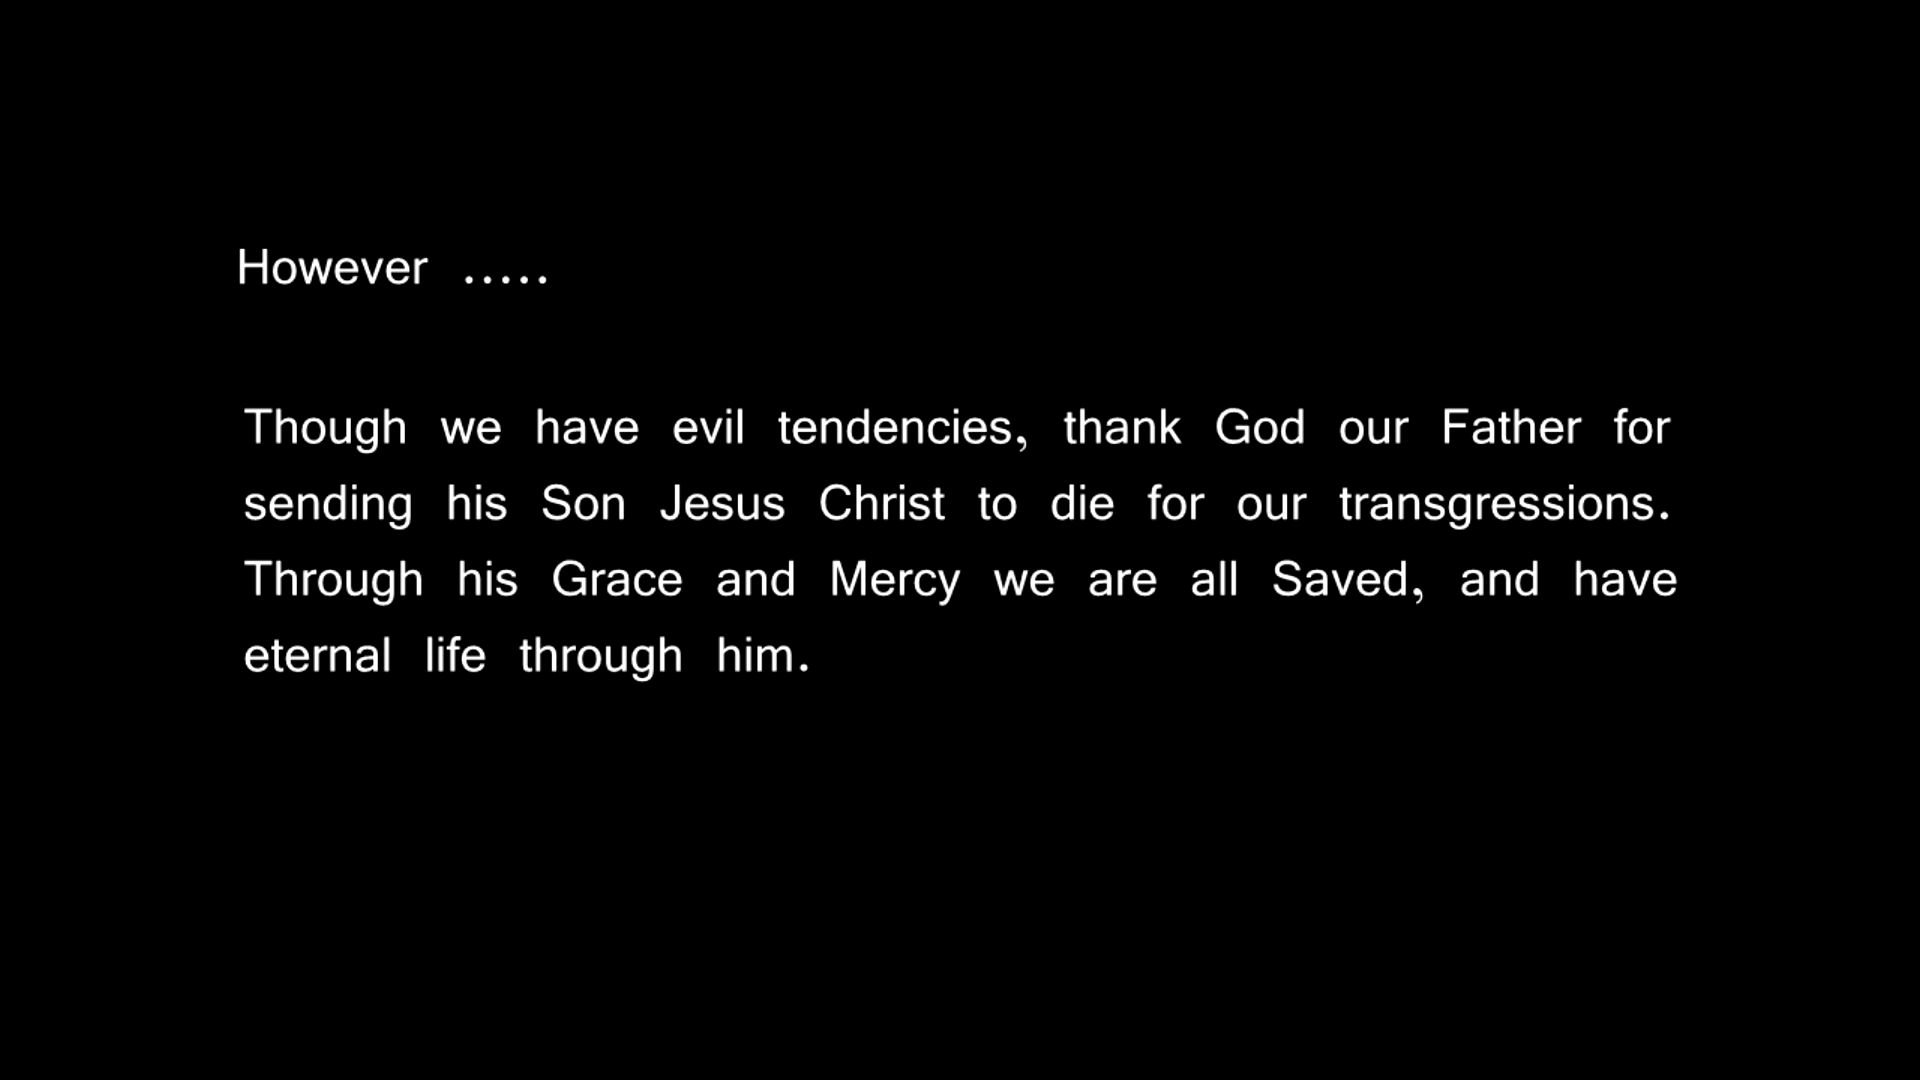 However .....
Though we have evil tendencies, thank God our Father for
sending his Son Jesus Christ to die for our transgressions.
Through his Grace and Mercy we are all Saved, and have
eternal life through him.